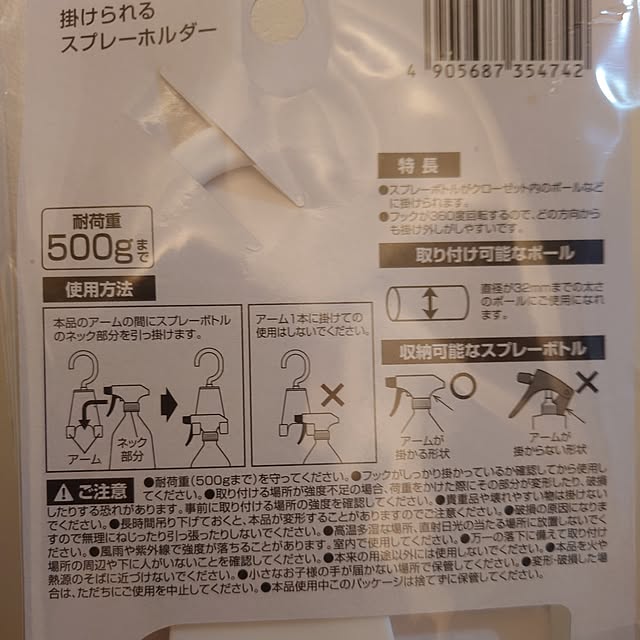 掛けられる
スプレーホルダー
4 905687 354742
特長
●スプレーボトルがクローゼット内のポールなど
に掛けられます。
●フックが360度回転するので、どの方向から
も掛け外しがしやすいです。
耐荷重
500gまで
取り付け可能なポール
直径が32mmまでの太さ
のポールにご使用になれ
ます。
使用方法
本品のアームの間にスプレーボトル
のネック部分を引っ掛けます。
アーム
ネック
部分
アーム1本に掛けての
使用はしないでください。
収納可能なスプレーボトル
アームが
掛かる形状
アームが
掛からない形状
ご注意
●耐荷重(500gまで)を守ってください。●フックがしっかり掛かっているか確認してから使用し
てください。●取り付ける場所が強度不足の場合、荷重をかけた際にその部分が変形したり、破損
したりする恐れがあります。事前に取り付ける場所の強度を確認してください。●貴重品や壊れやすい物は掛けない
でください。●長時間吊り下げておくと、本品が変形することがありますのでご注意ください。●破損の原因になりま
すので無理にねじったり引っ張ったりしないでください。●高温多湿な場所、直射日光の当たる場所に放置しないでく
ださい。●風雨や紫外線で強度が落ちることがあります。室内で使用してください。●万一の落下に備えて取り付け
場所の周辺や下に人がいないことを確認してください。●本来の用途以外には使用しないでください。●本品を火や
熱源のそばに近づけないでください。●小さなお子様の手が届かない場所で保管してください。●変形・破損した場
合は、ただちにご使用を中止してください。●本品使用中このパッケージは捨てずに保管してください。